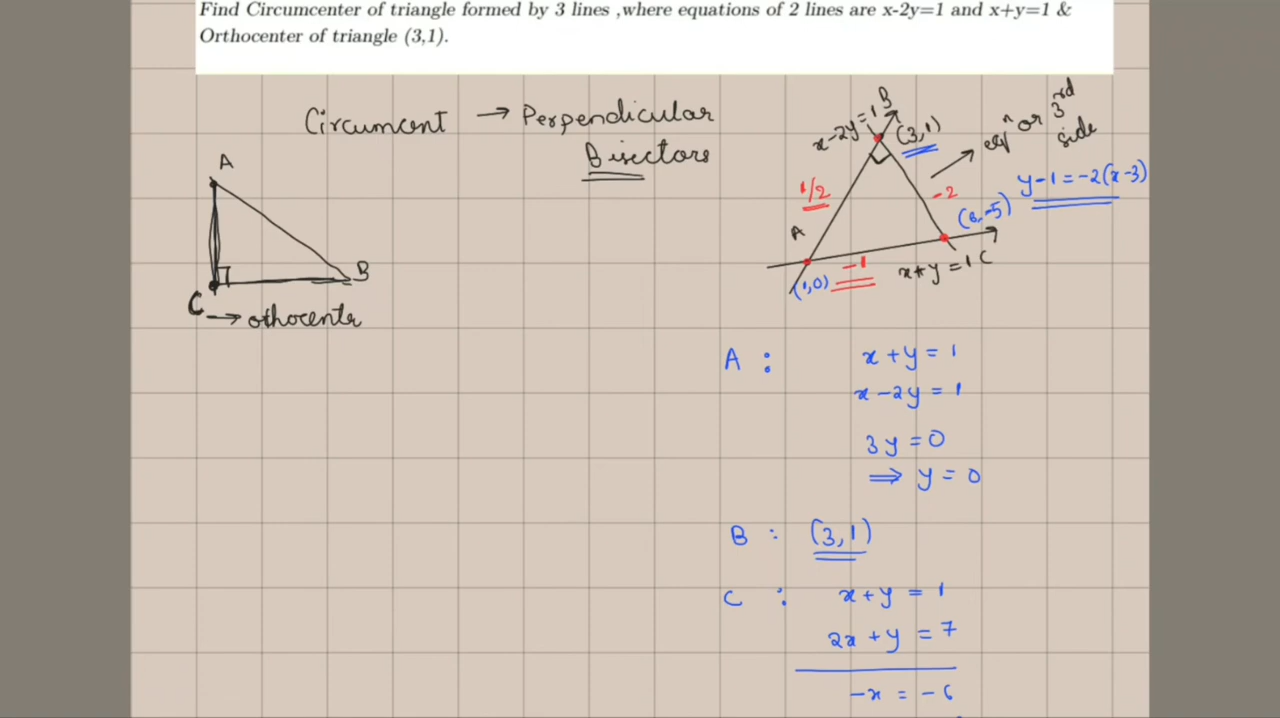 Find Circumcenter of triangle formed by 3 lines ,where equations of 2 lines are x-2y=1 and x+y=1 &
Orthocenter of triangle (3,1).
Circumcent → Perpendicular
Bisectors
A
B
C
→ othocente
x-2y=1
B
(3,1)
→ eqⁿ or 3rd
side
y-1=-2(x-3)
1/2
-2
(6,-5)
A
(1,0)
-1
x+y=1
C
A : x+y=1
x-2y=1
3y=0
⇒ y=0
B : (3,1)
C : x+y=1
2x+y=7
-x=-6